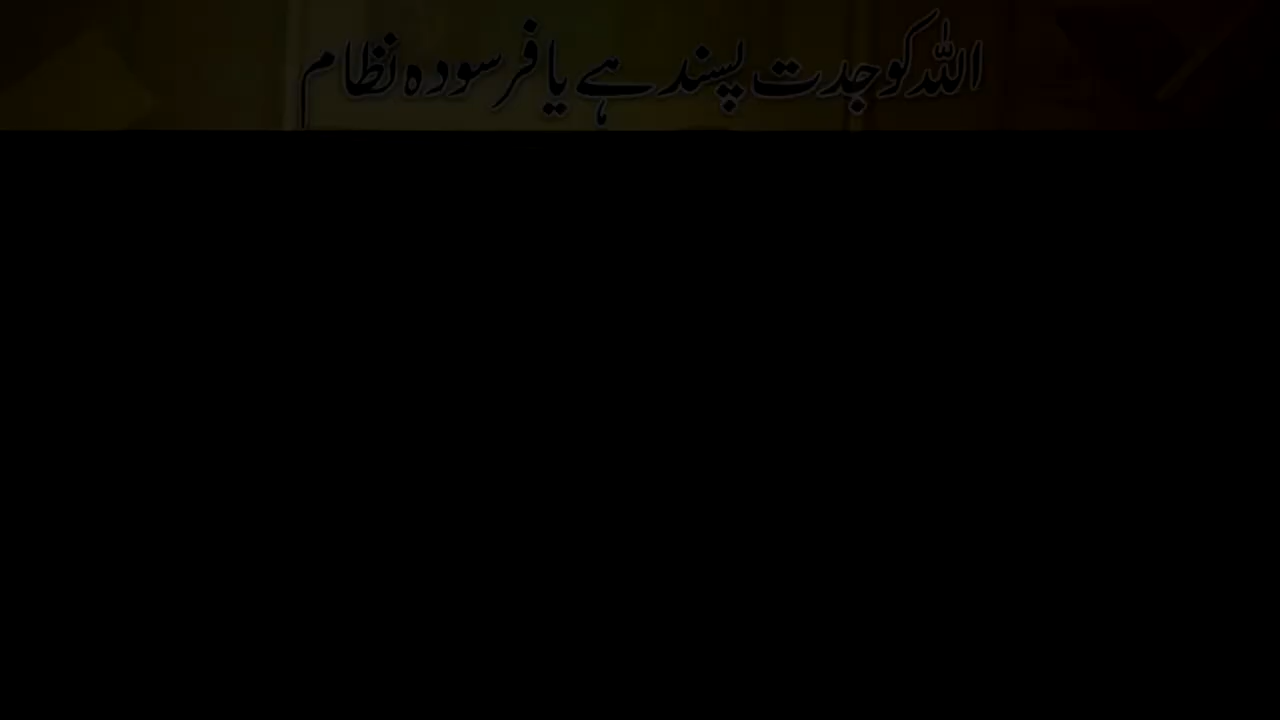 اللہ کو جدت پسند ہے یا فرسودہ نظام